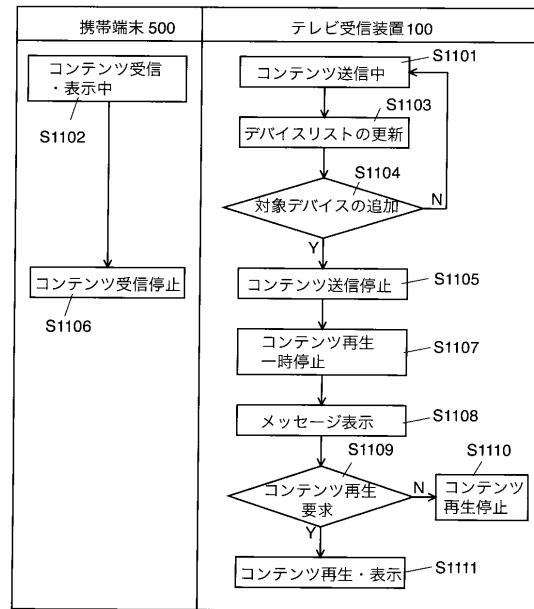 携帯端末500
テレビ受信装置100
コンテンツ受信
・表示中
S1102
コンテンツ送信中
S1101
デバイスリストの更新
S1103
対象デバイスの追加
S1104
N
Y
コンテンツ受信停止
S1106
コンテンツ送信停止
S1105
コンテンツ再生
一時停止
S1107
メッセージ表示
S1108
コンテンツ再生
要求
S1109
N
コンテンツ
再生停止
S1110
Y
コンテンツ再生・表示
S1111